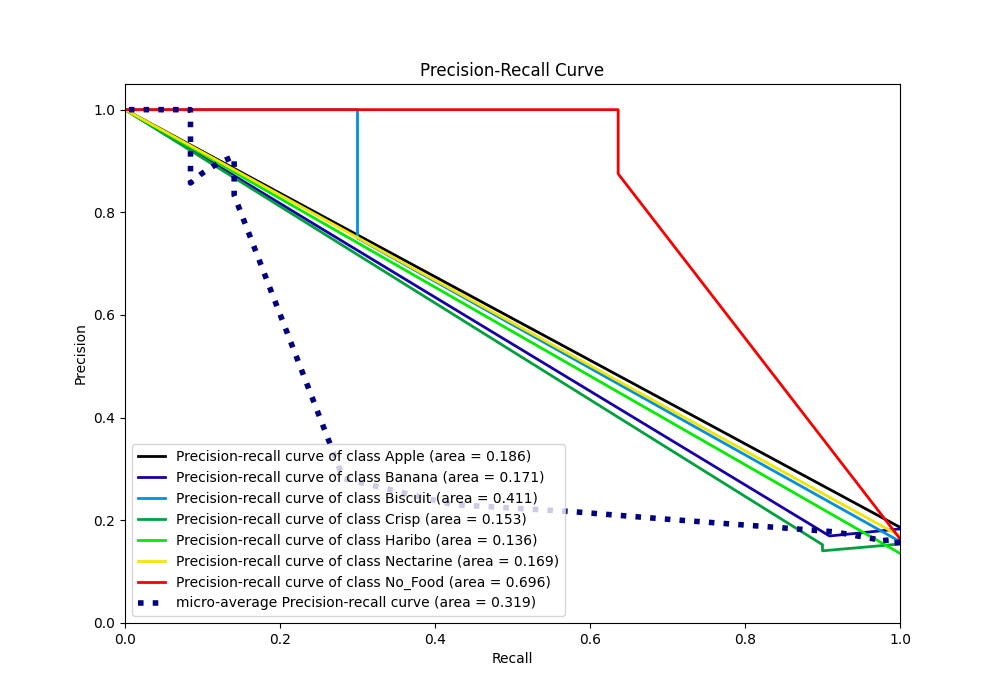 Precision-Recall Curve
1.0
0.8
0.6
0.4
0.2
0.0
Precision
Precision-recall curve of class Apple (area = 0.186)
Precision-recall curve of class Banana (area = 0.171)
Precision-recall curve of class Biscuit (area = 0.411)
Precision-recall curve of class Crisp (area = 0.153)
Precision-recall curve of class Haribo (area = 0.136)
Precision-recall curve of class Nectarine (area = 0.169)
Precision-recall curve of class No_Food (area = 0.696)
micro-average Precision-recall curve (area = 0.319)
0.0 0.2 0.4 0.6 0.8 1.0
Recall